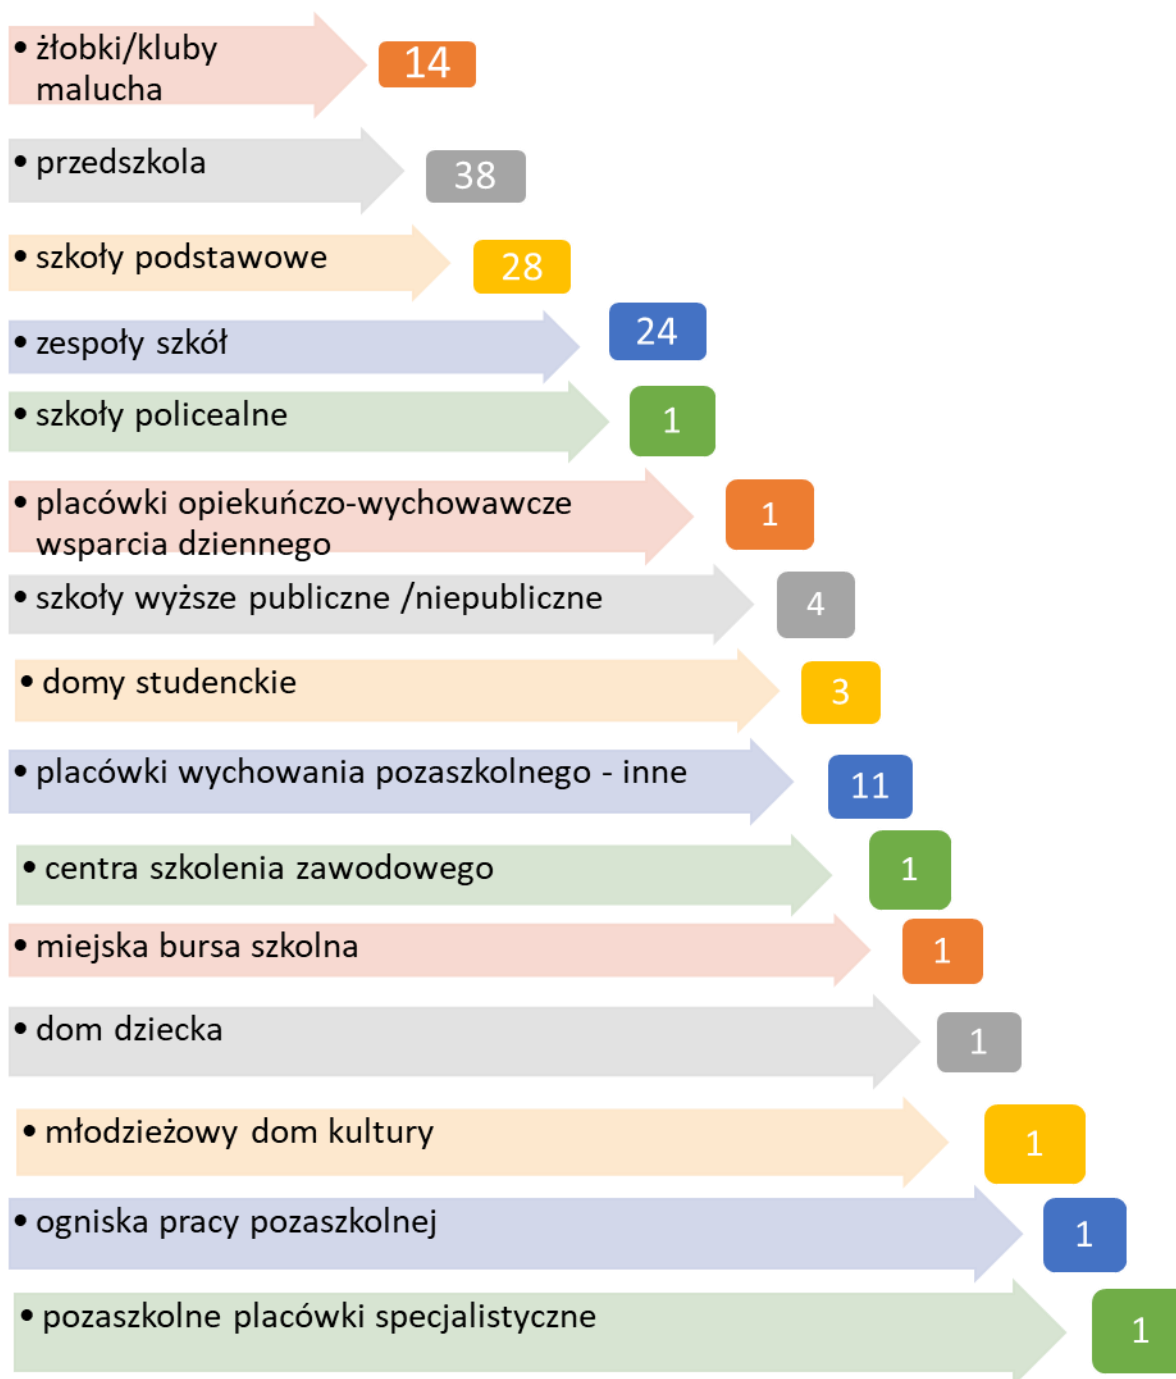 • żłobki/kluby
malucha
14
• przedszkola
38
• szkoły podstawowe
28
• zespoły szkół
24
• szkoły policealne
1
• placówki opiekuńczo-wychowawcze
wsparcia dziennego
1
• szkoły wyższe publiczne /niepubliczne
4
• domy studenckie
3
• placówki wychowania pozaszkolnego - inne
11
• centra szkolenia zawodowego
1
• miejska bursa szkolna
1
• dom dziecka
1
• młodzieżowy dom kultury
1
• ogniska pracy pozaszkolnej
1
• pozaszkolne placówki specjalistyczne
1